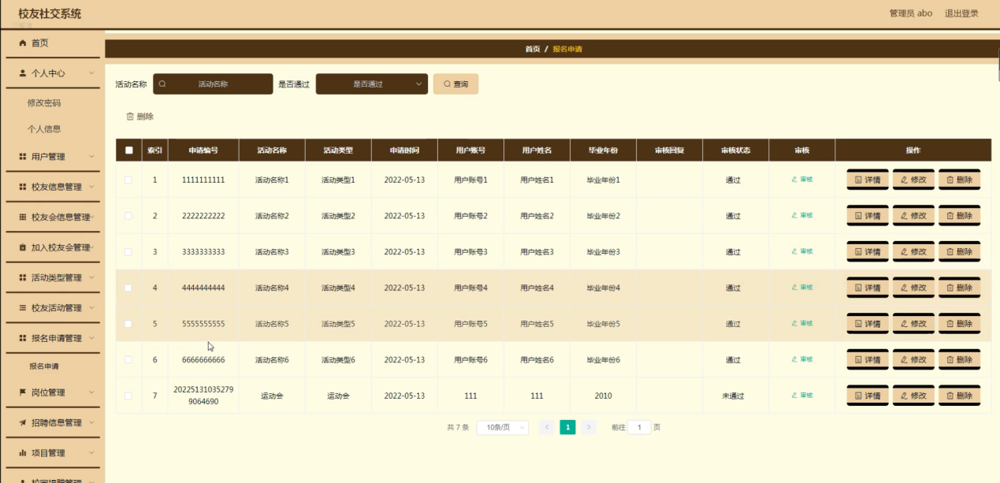 校友社交系统
管理员 abo 退出登录
首页
个人中心
修改密码
个人信息
用户管理
校友信息管理
校友会信息管理
加入校友会管理
活动类型管理
校友活动管理
报名申请管理
报名申请
岗位管理
招聘信息管理
项目管理
首页 / 报名申请
活动名称 活动名称 是否通过 是否通过 查询
删除
索引 申请编号 活动名称 活动类型 申请时间 用户账号 用户姓名 毕业年份 审核回复 审核状态 审核 操作
1 1111111111 活动名称1 活动类型1 2022-05-13 用户账号1 用户姓名1 毕业年份1 通过 审核 详情 修改 删除
2 2222222222 活动名称2 活动类型2 2022-05-13 用户账号2 用户姓名2 毕业年份2 通过 审核 详情 修改 删除
3 3333333333 活动名称3 活动类型3 2022-05-13 用户账号3 用户姓名3 毕业年份3 通过 审核 详情 修改 删除
4 4444444444 活动名称4 活动类型4 2022-05-13 用户账号4 用户姓名4 毕业年份4 通过 审核 详情 修改 删除
5 5555555555 活动名称5 活动类型5 2022-05-13 用户账号5 用户姓名5 毕业年份5 通过 审核 详情 修改 删除
6 6666666666 活动名称6 活动类型6 2022-05-13 用户账号6 用户姓名6 毕业年份6 通过 审核 详情 修改 删除
7 20225131035279 运动会 运动会 2022-05-13 111 111 2010 未通过 审核 详情 修改 删除
9064690
共 7 条 10条/页 1 前往 1 页